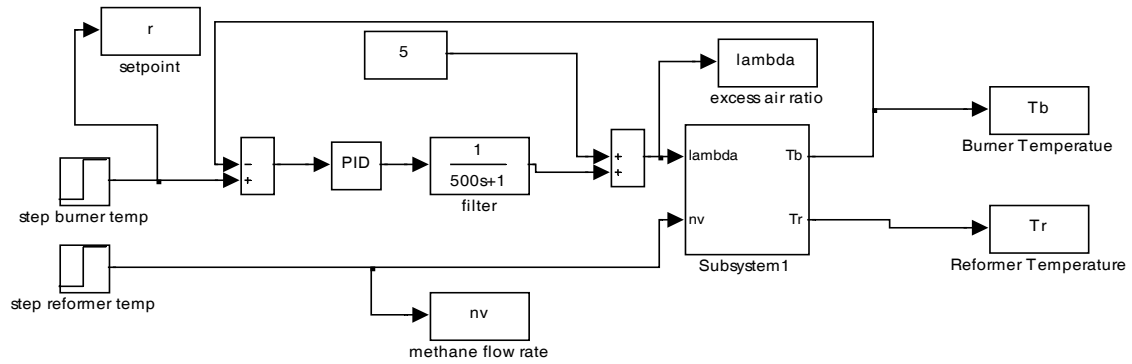 r
setpoint
5
lambda
excess air ratio
Tb
Burner Temperatue
−
+
PID
1
500s+1
filter
+
+
lambda
nv
Tb
Tr
Subsystem1
step burner temp
Tr
Reformer Temperature
step reformer temp
nv
methane flow rate